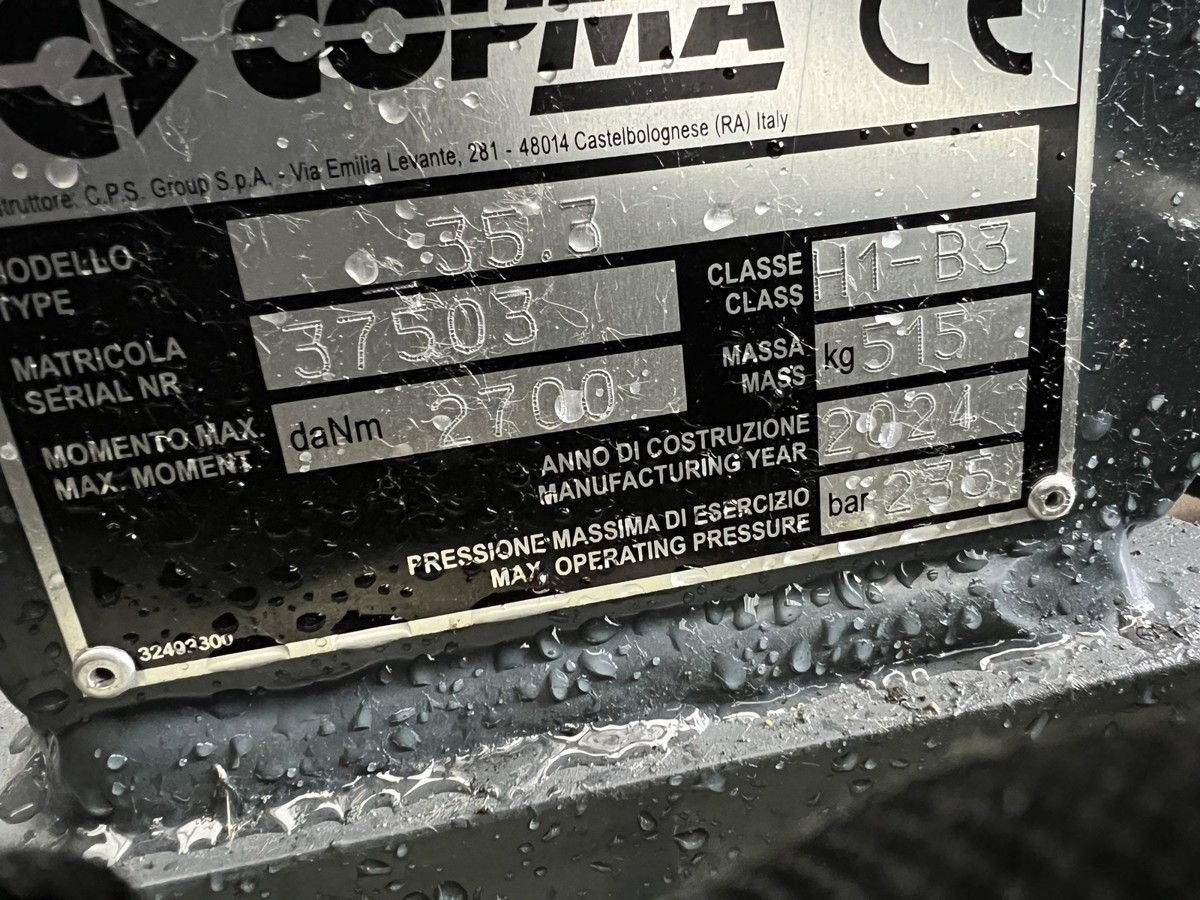 COPMA CE
C.P.S. Group S.p.A. - Via Emilia Levante, 281 - 48014 Castelbolognese (RA) Italy
MODELLO
TYPE
35.3
MATRICOLA
SERIAL NR
37503
MOMENTO MAX.
MAX. MOMENT
daNm 2700
CLASSE
CLASS
H1-B3
MASSA
MASS
kg 515
ANNO DI COSTRUZIONE
MANUFACTURING YEAR
2024
PRESSIONE MASSIMA DI ESERCIZIO
MAX. OPERATING PRESSURE
bar 235